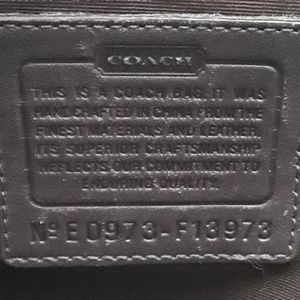 COACH
THIS IS A COACH BAG. IT WAS
HANDCRAFTED IN CHINA FROM THE
FINEST MATERIALS AND LEATHER.
ITS SUPERIOR CRAFTSMANSHIP
REFLECTS OUR COMMITMENT TO
ENDURING QUALITY.
Nº E0973-F13973